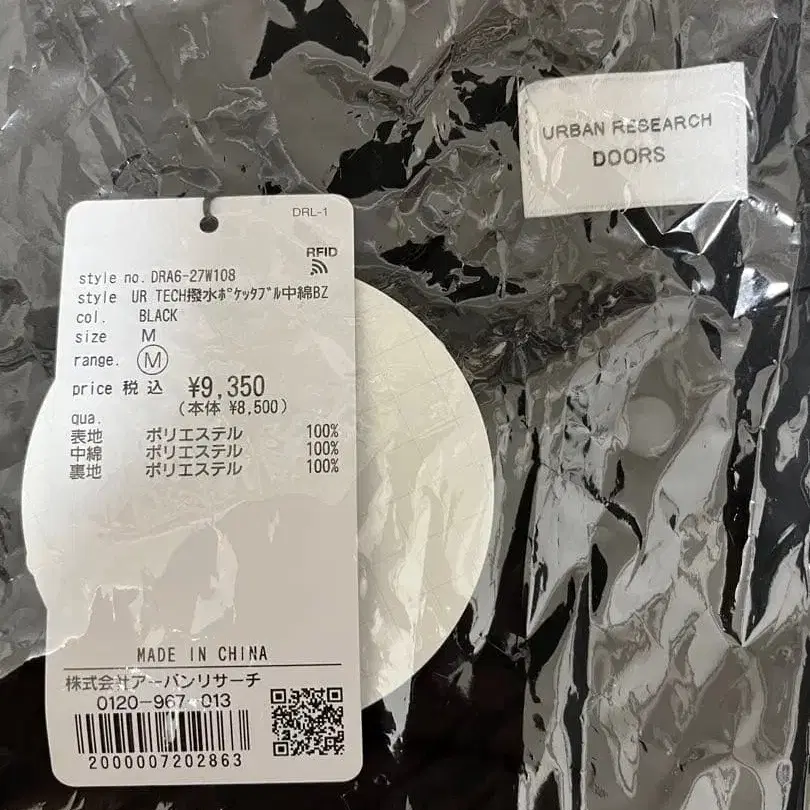 URBAN RESEARCH
DOORS
DRL-1
RFID
style no. DRA6-27W108
style UR TECH撥水ﾎﾟｹｯﾀﾌﾞﾙ中綿BZ
col. BLACK
size M
range. M
price 税込 ¥9,350
(本体 ¥8,500)
qua.
表地 ポリエステル 100%
中綿 ポリエステル 100%
裏地 ポリエステル 100%
MADE IN CHINA
株式会社アーバンリサーチ
0120-967-013
2000007202863